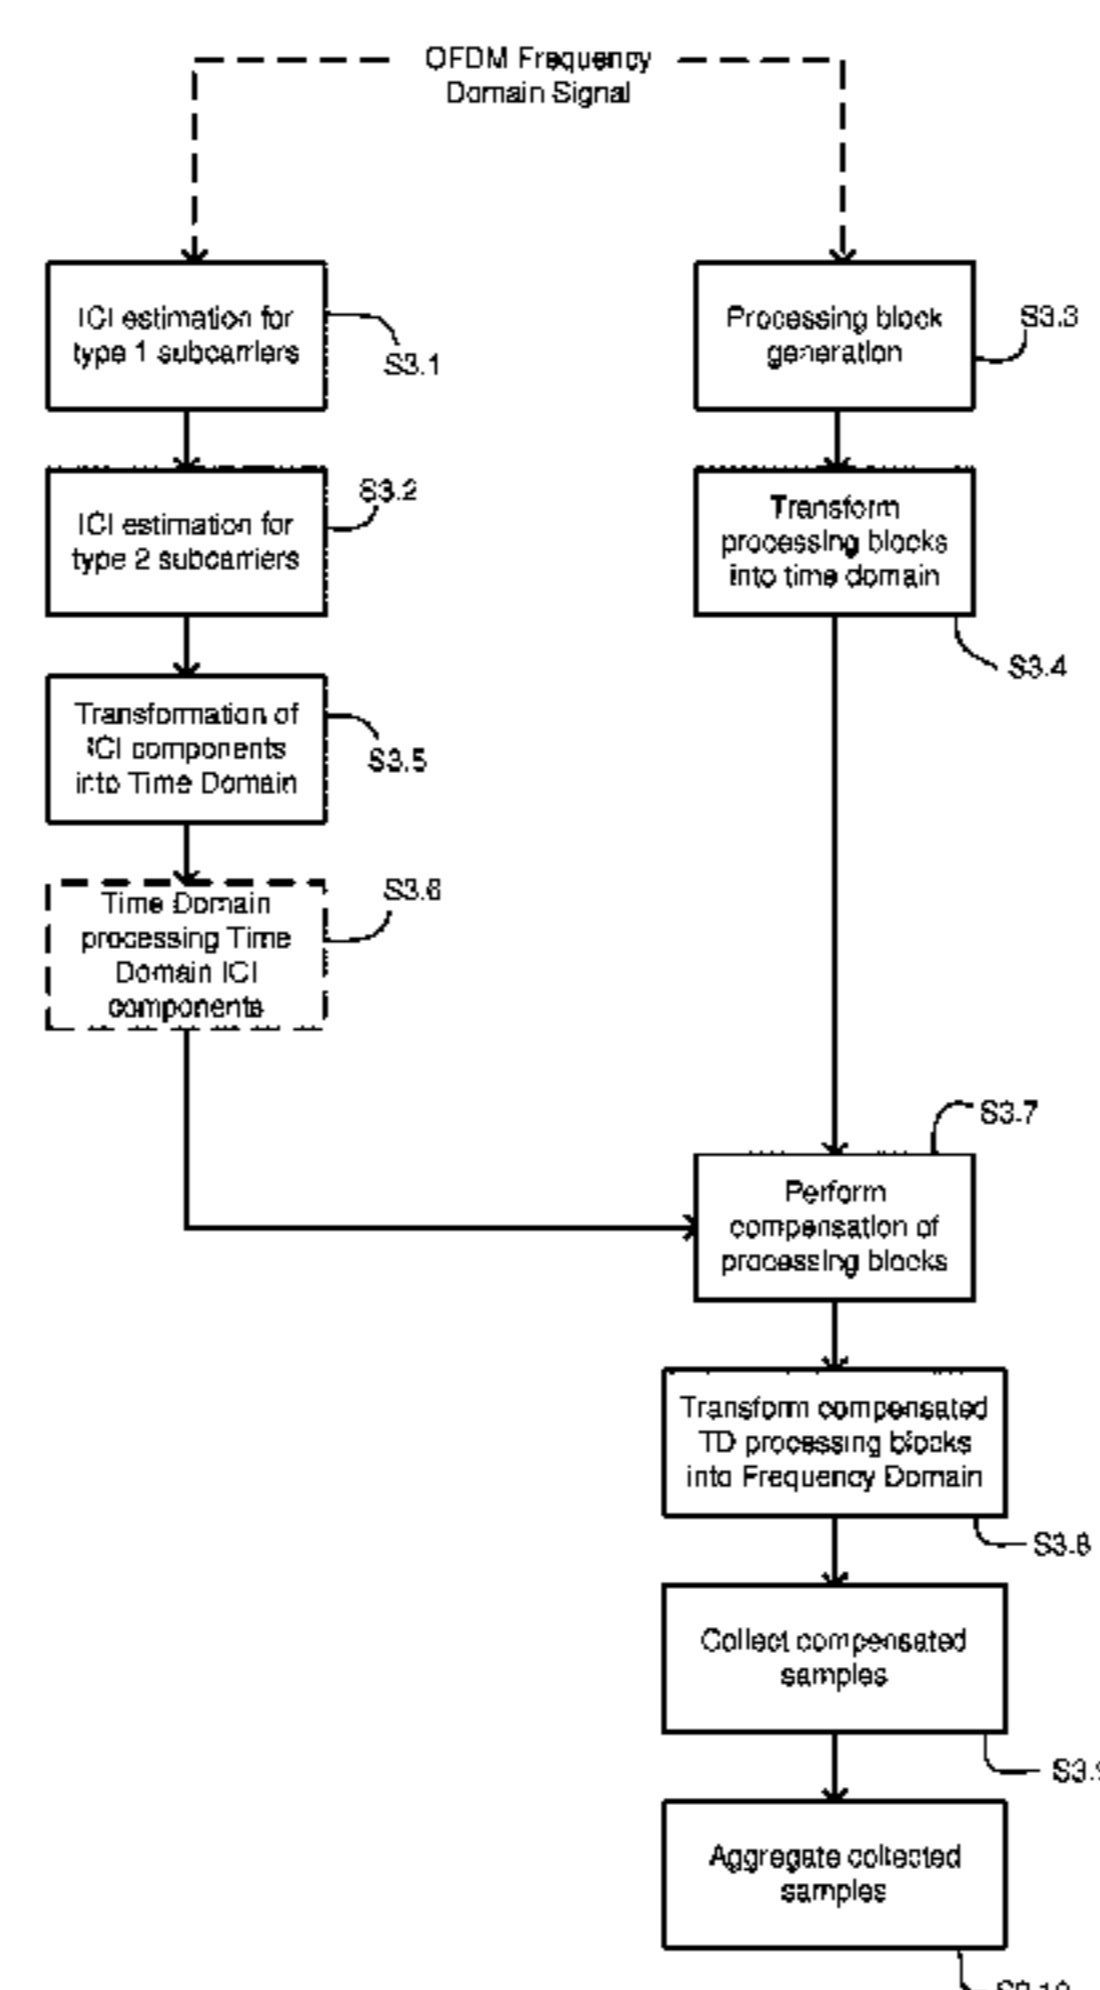 OFDM Frequency
Domain Signal
ICI estimation for
type 1 subcarriers
S3.1
Processing block
generation
S3.3
ICI estimation for
type 2 subcarriers
S3.2
Transform
processing blocks
into time domain
S3.4
Transformation of
ICI components
into Time Domain
S3.5
Time Domain
processing Time
Domain ICI
components
S3.6
Perform
compensation of
processing blocks
S3.7
Transform compensated
TD processing blocks
into Frequency Domain
S3.8
Collect compensated
samples
S3.9
Aggregate collected
samples